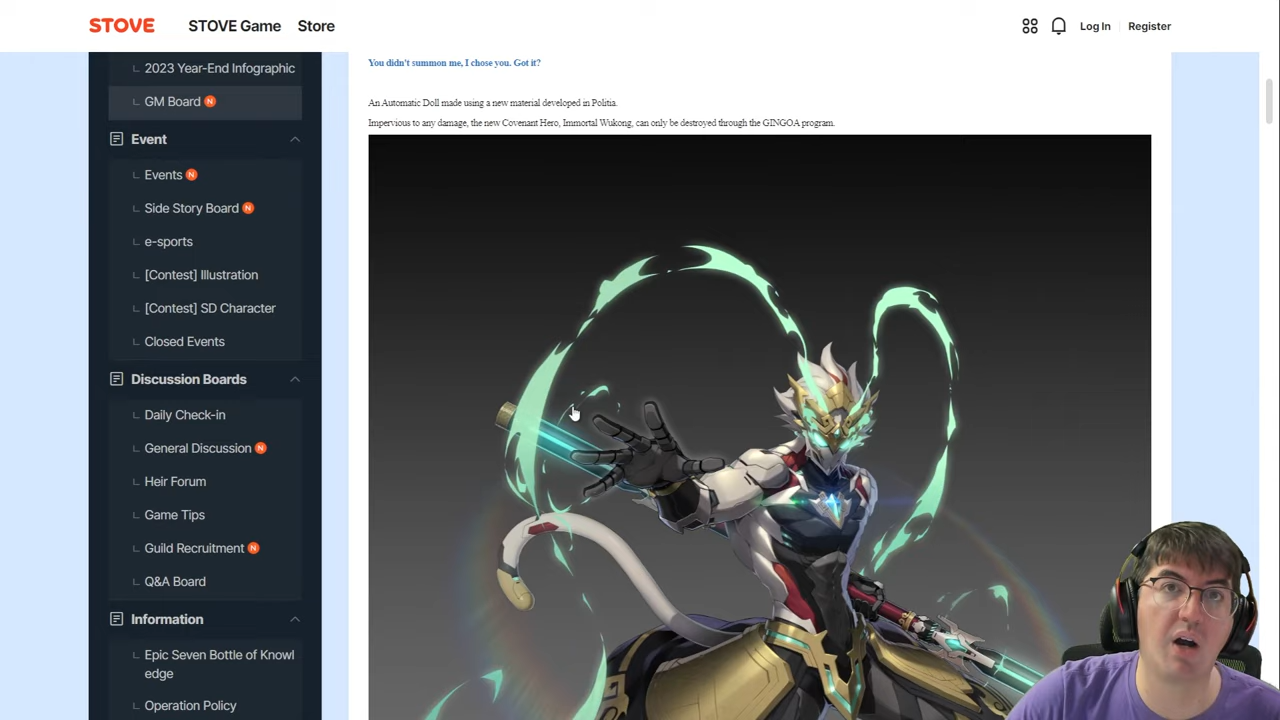 STOVE
STOVE Game
Store
Log In
Register
2023 Year-End Infographic
GM Board N
Event
Events N
Side Story Board N
e-sports
[Contest] Illustration
[Contest] SD Character
Closed Events
Discussion Boards
Daily Check-in
General Discussion N
Heir Forum
Game Tips
Guild Recruitment N
Q&A Board
Information
Epic Seven Bottle of Knowl
edge
Operation Policy
You didn't summon me, I chose you. Got it?
An Automatic Doll made using a new material developed in Politia.
Impervious to any damage, the new Covenant Hero, Immortal Wukong, can only be destroyed through the GINGOA program.